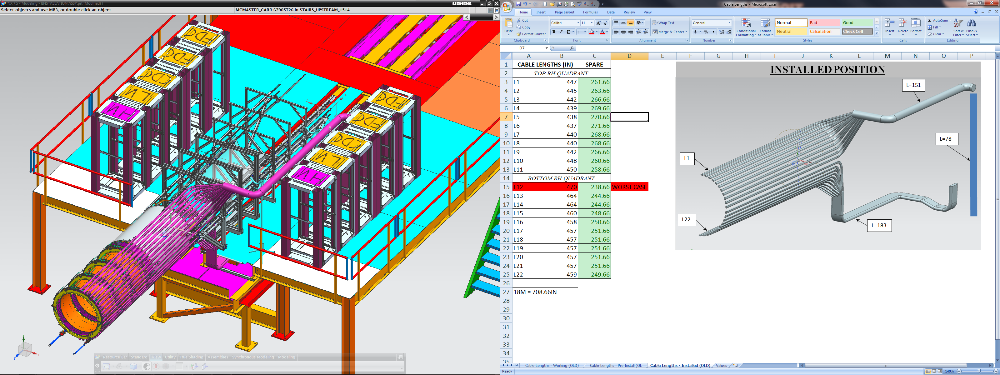 NX 7.5 - Modeling - [INSTALLATION ASSY.prt (Modified) ]
SIEMENS
Select objects and use MB3, or double-click an object
MCMASTER_CARR 67905T26 in STAIRS_UPSTREAM_1514
FDC
FDC
CDC
LV
HV
FDC
FDC
CDC
LV
HV
Resource Bar Standard View Utility True Shading Assemblies Synchronous Modeling Modeling
Cable Lengths - Microsoft Excel
Home Insert Page Layout Formulas Data Review View
Cut
Copy
Format Painter
Paste
Clipboard
Calibri 11
B I U
Font
Wrap Text
Merge & Center
Alignment
General
$ % ,
Number
Conditional Formatting
Format as Table
Normal Bad Good
Neutral Calculation Check Cell
Styles
Insert Delete Format
Cells
Σ AutoSum
Fill
Clear
Sort & Filter
Find & Select
Editing
D7 fx
A B C D E F G H I J K L M N O P
1 CABLE LENGTHS (IN) SPARE
2 TOP RH QUADRANT
3 L1 447 261.66
4 L2 445 263.66
5 L3 442 266.66
6 L4 439 269.66
7 L5 438 270.66
8 L6 437 271.66
9 L7 440 268.66
10 L8 440 268.66
11 L9 442 266.66
12 L10 448 260.66
13 L11 450 258.66
14 BOTTOM RH QUADRANT
15 L12 470 238.66 WORST CASE
16 L13 464 244.66
17 L14 464 244.66
18 L15 460 248.66
19 L16 458 250.66
20 L17 457 251.66
21 L18 457 251.66
22 L19 457 251.66
23 L20 457 251.66
24 L21 457 251.66
25 L22 459 249.66
26
27 18M = 708.66IN
28
29
30
31
32
33
34
35
INSTALLED POSITION
L=151
L=78
L1
L22
L=183
Cable Lengths - Working (OLD) Cable Lengths - Pre Install (OL Cable Lengths - Installed (OLD) Values
Ready
140%